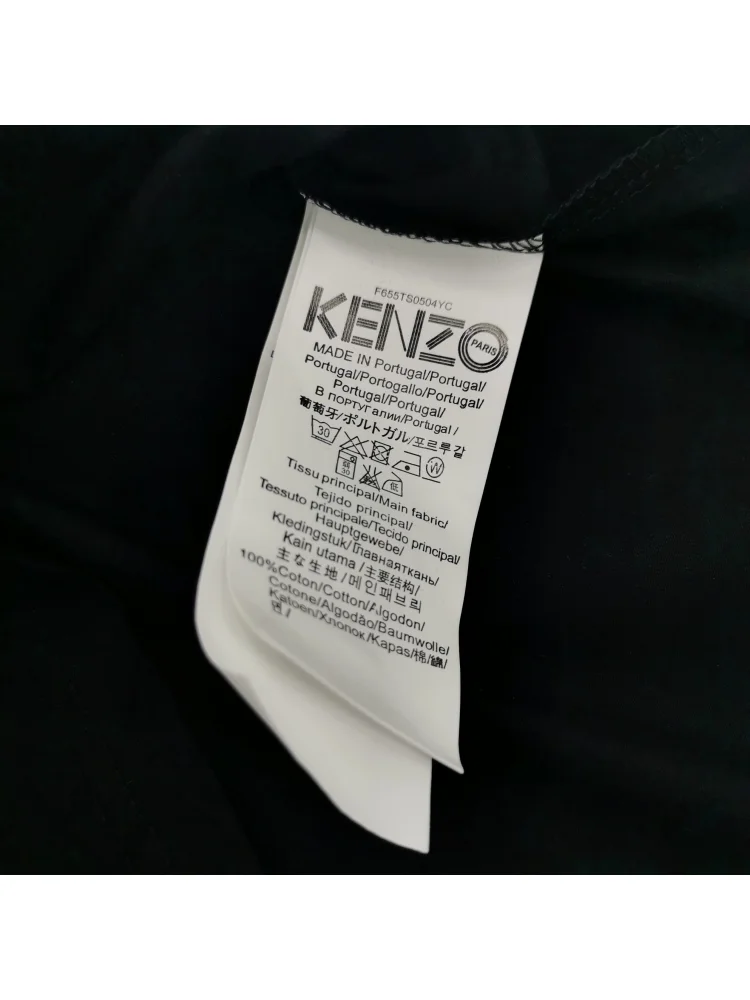 F655TS0504YC
KENZO
PARIS
MADE IN Portugal/Portugal/
Portugal/Portogallo/Portugal/
Portugal/Portugal/
В ПОРТУГалии/Portugal /
葡萄牙/ポルトガル/포르투갈
30
W
30
低
Tissu principal/Main fabric/
Tejido principal/
Tessuto principale/Tecido principal/
Hauptgewebe/
Kledingstuk/Главнаяткань/
Kain utama /主要结构/
主な生地 /메인패브릭
100%Coton/Cotton/Algodon/
Cotone/Algodão/Baumwolle/
Katoen/Хлопок/Kapas/棉/綿/
면 /